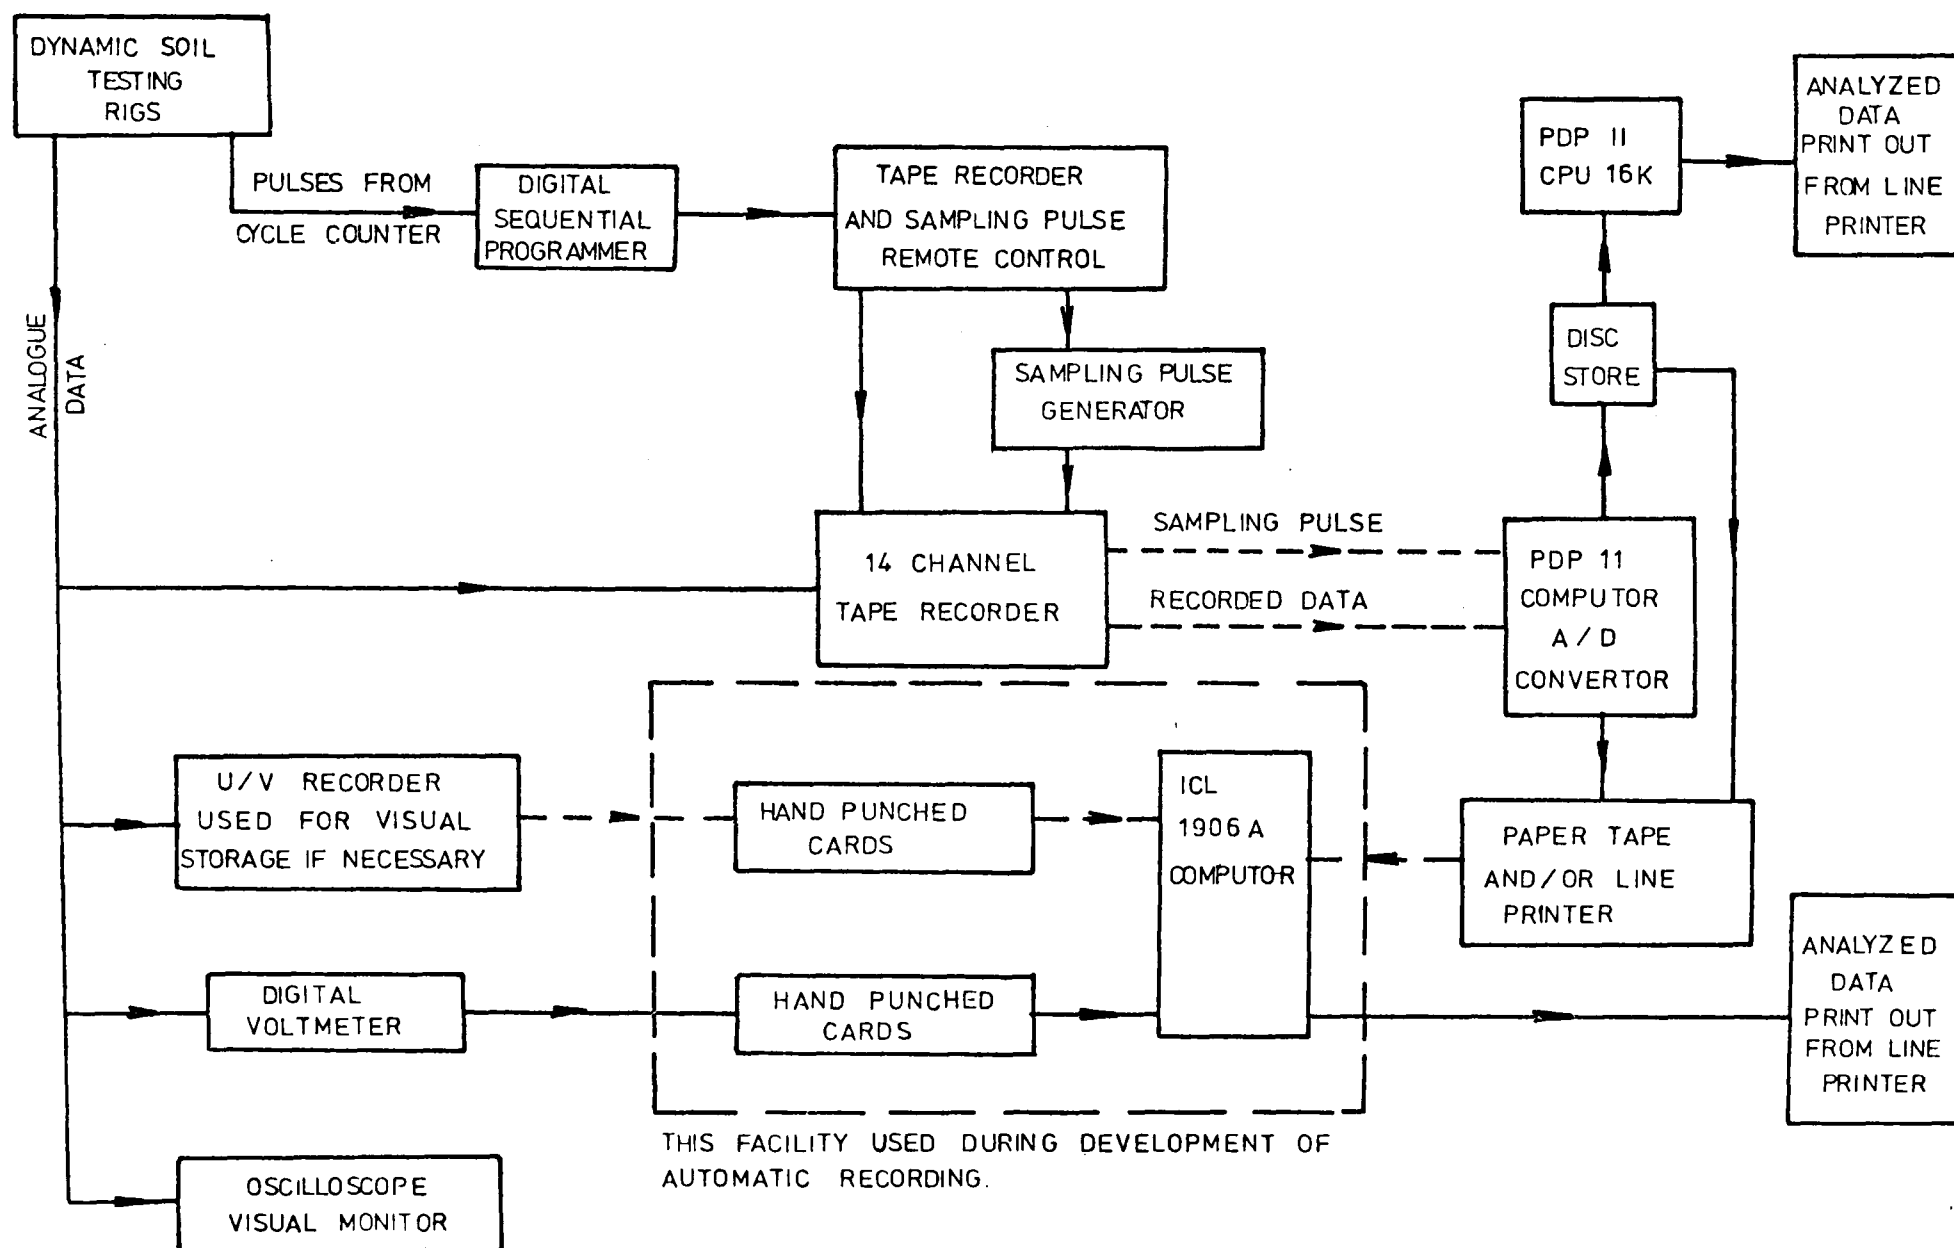 DYNAMIC SOIL
TESTING
RIGS
PULSES FROM
CYCLE COUNTER
DIGITAL
SEQUENTIAL
PROGRAMMER
TAPE RECORDER
AND SAMPLING PULSE
REMOTE CONTROL
PDP 11
CPU 16K
ANALYZED
DATA
PRINT OUT
FROM LINE
PRINTER
ANALOGUE
DATA
SAMPLING PULSE
GENERATOR
DISC
STORE
14 CHANNEL
TAPE RECORDER
SAMPLING PULSE
RECORDED DATA
PDP 11
COMPUTOR
A/D
CONVERTOR
U/V RECORDER
USED FOR VISUAL
STORAGE IF NECESSARY
HAND PUNCHED
CARDS
ICL
1906 A
COMPUTOR
PAPER TAPE
AND/OR LINE
PRINTER
DIGITAL
VOLTMETER
HAND PUNCHED
CARDS
ANALYZED
DATA
PRINT OUT
FROM LINE
PRINTER
THIS FACILITY USED DURING DEVELOPMENT OF
AUTOMATIC RECORDING.
OSCILLOSCOPE
VISUAL MONITOR